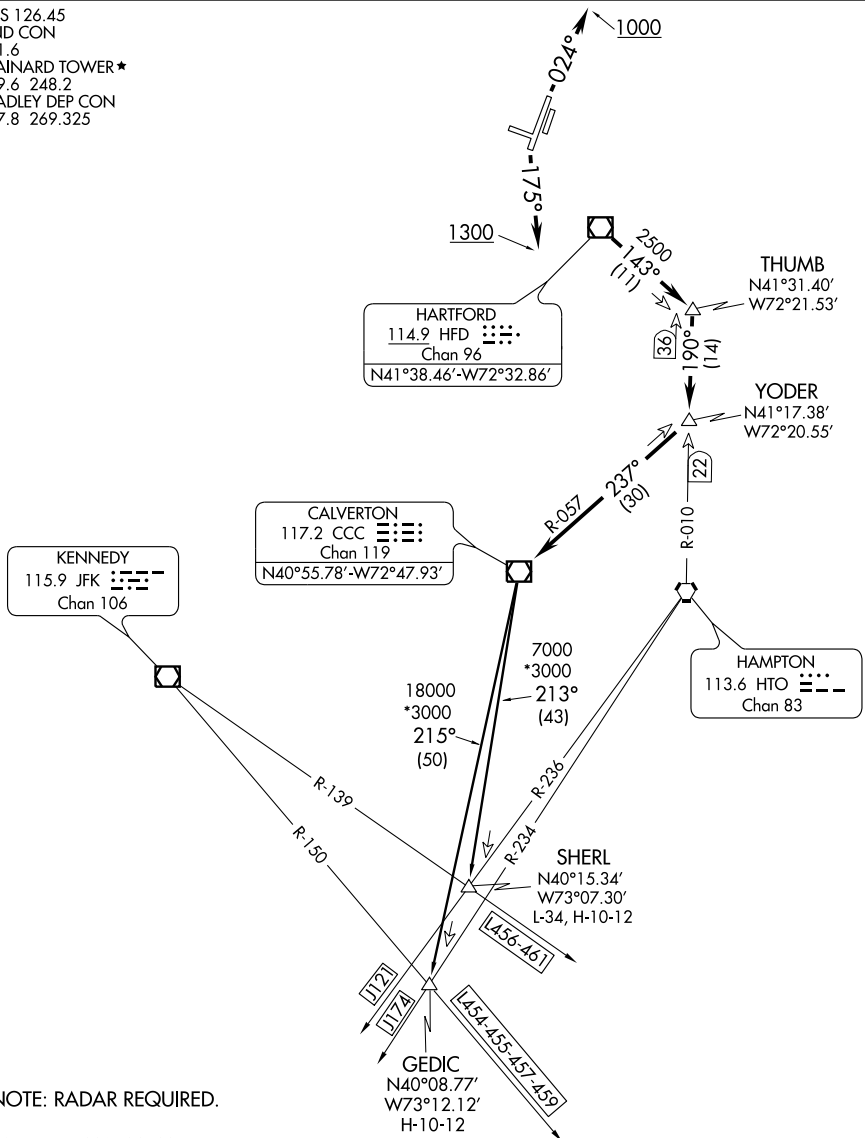 S 126.45
ND CON
1.6
AINARD TOWER★
9.6 248.2
ADLEY DEP CON
7.8 269.325
1000
024°
175°
1300
2500
143°
(11)
THUMB
N41°31.40'
W72°21.53'
HARTFORD
114.9 HFD
Chan 96
N41°38.46'-W72°32.86'
36
190°
(14)
YODER
N41°17.38'
W72°20.55'
22
237°
(30)
R-057
R-010
CALVERTON
117.2 CCC
Chan 119
N40°55.78'-W72°47.93'
KENNEDY
115.9 JFK
Chan 106
HAMPTON
113.6 HTO
Chan 83
7000
*3000
213°
(43)
18000
*3000
215°
(50)
R-139
R-150
R-236
R-234
SHERL
N40°15.34'
W73°07.30'
L-34, H-10-12
L456-461
J121
J174
L454-455-457-459
GEDIC
N40°08.77'
W73°12.12'
H-10-12
NOTE: RADAR REQUIRED.